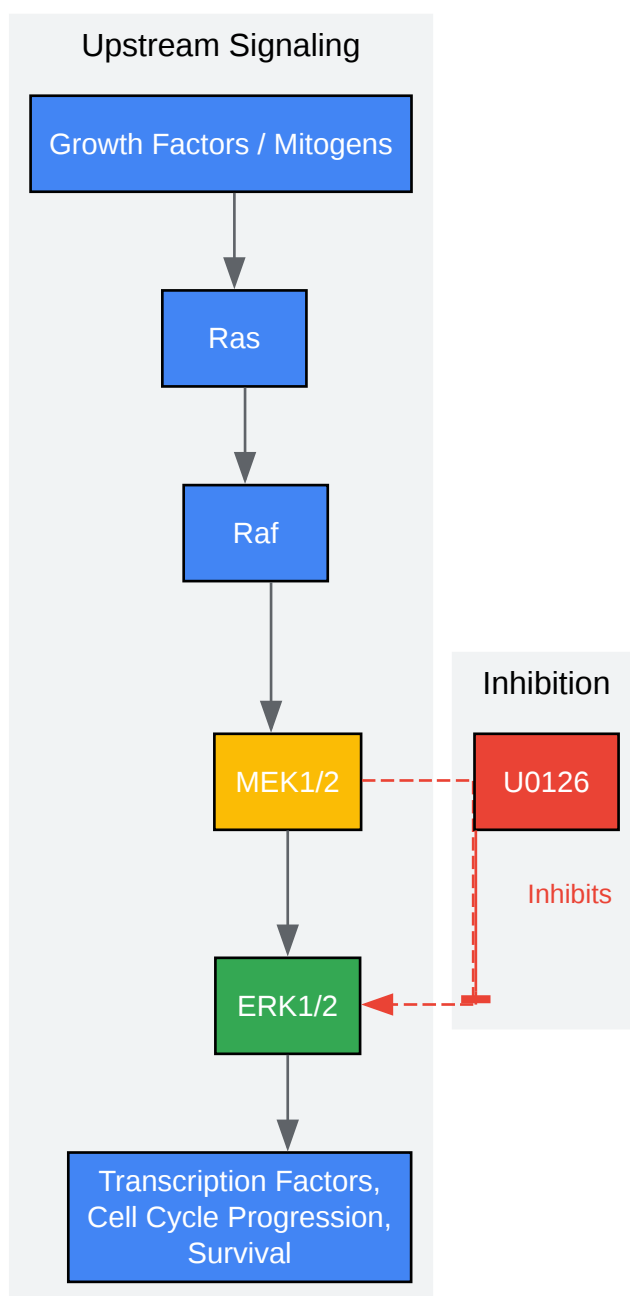 Upstream Signaling
Growth Factors / Mitogens
Ras
Raf
Inhibition
MEK1/2
U0126
Inhibits
ERK1/2
Transcription Factors,
Cell Cycle Progression,
Survival